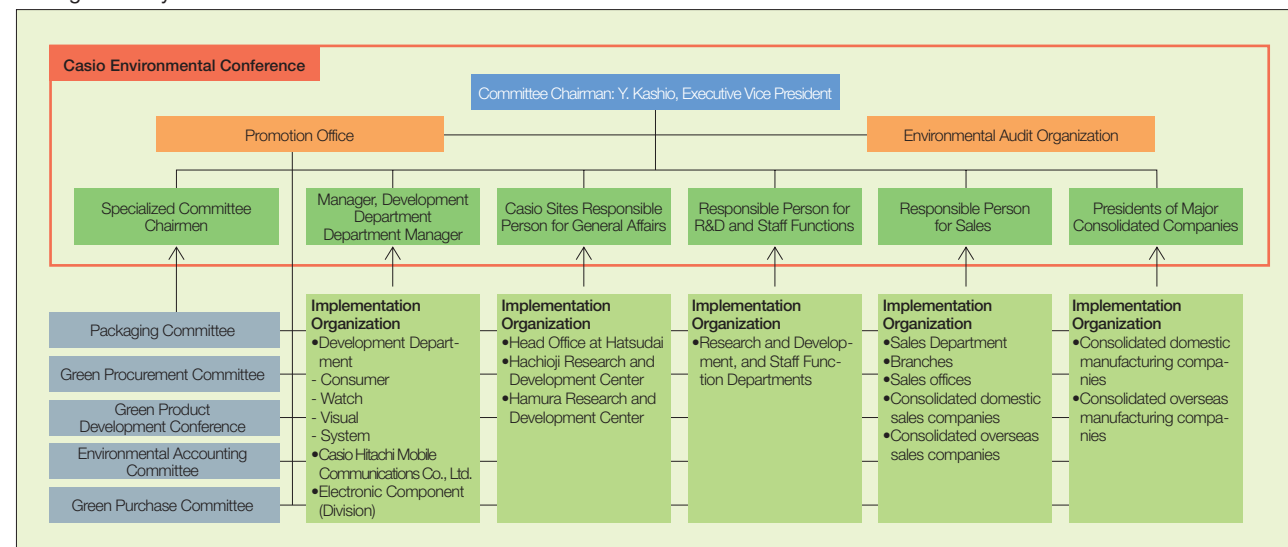 Casio Environmental Conference
Committee Chairman: Y. Kashio, Executive Vice President
Promotion Office
Environmental Audit Organization
Specialized Committee
Chairmen
Manager, Development
Department
Department Manager
Casio Sites Responsible
Person for General Affairs
Responsible Person for
R&D and Staff Functions
Responsible Person
for Sales
Presidents of Major
Consolidated Companies
Packaging Committee
Green Procurement Committee
Green Product
Development Conference
Environmental Accounting
Committee
Green Purchase Committee
Implementation
Organization
•Development Depart-
ment
- Consumer
- Watch
- Visual
- System
•Casio Hitachi Mobile
Communications Co., Ltd.
•Electronic Component
(Division)
Implementation
Organization
•Head Office at Hatsudai
•Hachioji Research and
Development Center
•Hamura Research and
Development Center
Implementation
Organization
•Research and Develop-
ment, and Staff Func-
tion Departments
Implementation
Organization
•Sales Department
•Branches
•Sales offices
•Consolidated domestic
sales companies
•Consolidated overseas
sales companies
Implementation
Organization
•Consolidated domestic
manufacturing compa-
nies
•Consolidated overseas
manufacturing compa-
nies